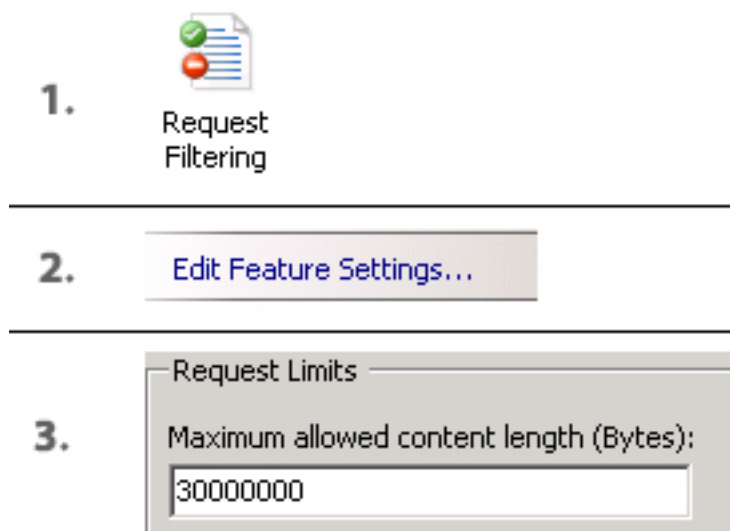 1.
Request
Filtering
2.
Edit Feature Settings...
Request Limits
3.
Maximum allowed content length (Bytes):
30000000